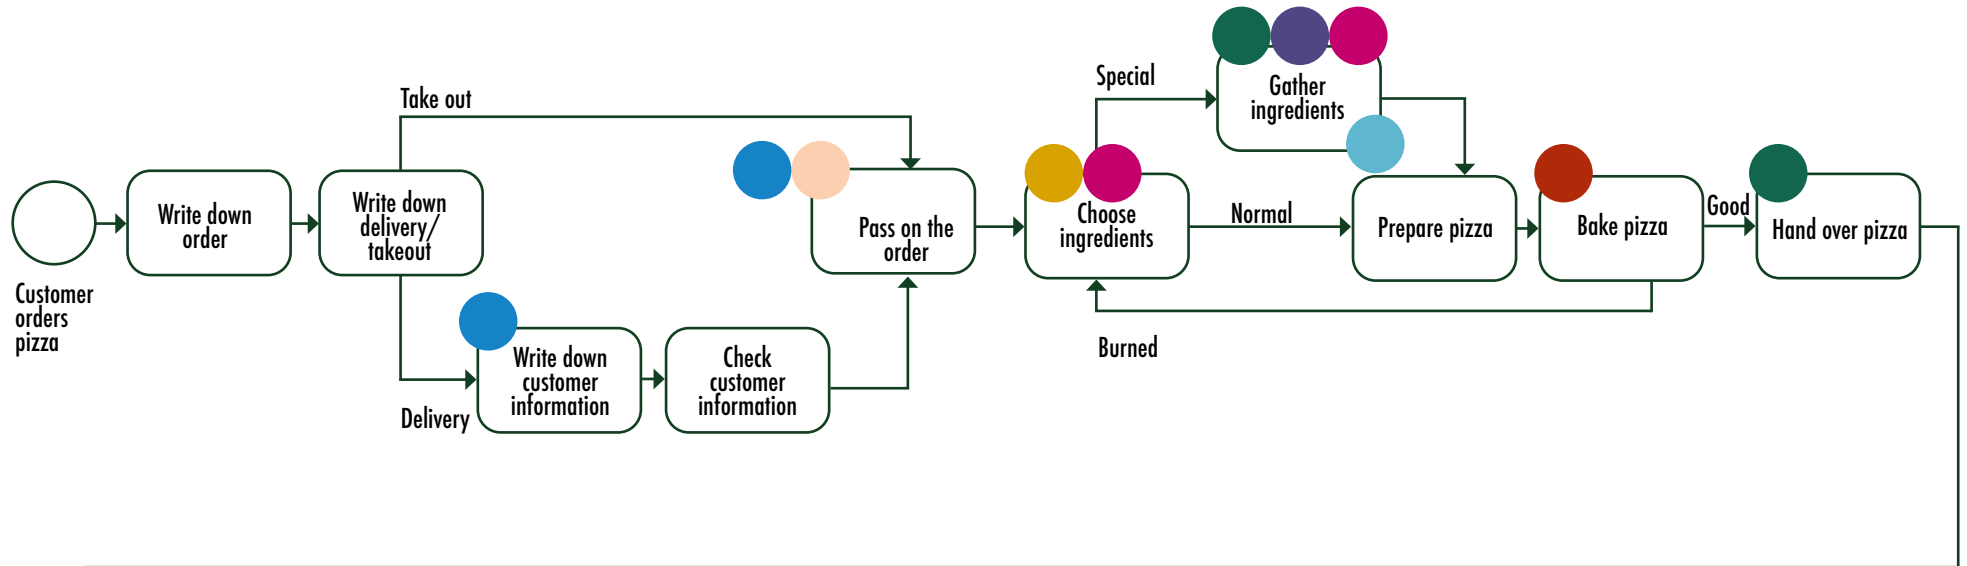 Customer
orders
pizza
Write down
order
Write down
delivery/
takeout
Take out
Delivery
Write down
customer
information
Check
customer
information
Pass on the
order
Choose
ingredients
Special
Gather
ingredients
Normal
Prepare pizza
Bake pizza
Burned
Good
Hand over pizza